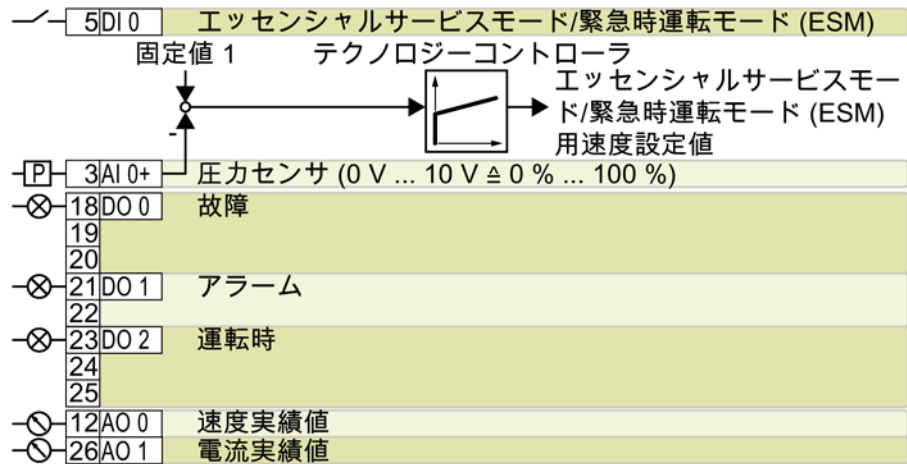 5 DI 0 エッセンシャルサービスモード/緊急時運転モード (ESM)
固定値 1 テクノロジーコントローラ
エッセンシャルサービスモー
ド/緊急時運転モード (ESM)
用速度設定値
-
P 3 AI 0+ 圧力センサ (0 V ... 10 V ≙ 0 % ... 100 %)
18 DO 0 故障
19
20
21 DO 1 アラーム
22
23 DO 2 運転時
24
25
12 AO 0 速度実績値
26 AO 1 電流実績値